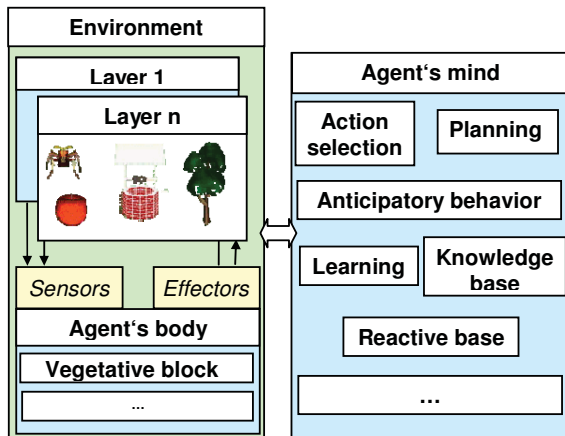 Environment
Layer 1
Layer n
Sensors
Effectors
Agent‘s body
Vegetative block
...
Agent‘s mind
Action
selection
Planning
Anticipatory behavior
Learning
Knowledge
base
Reactive base
...